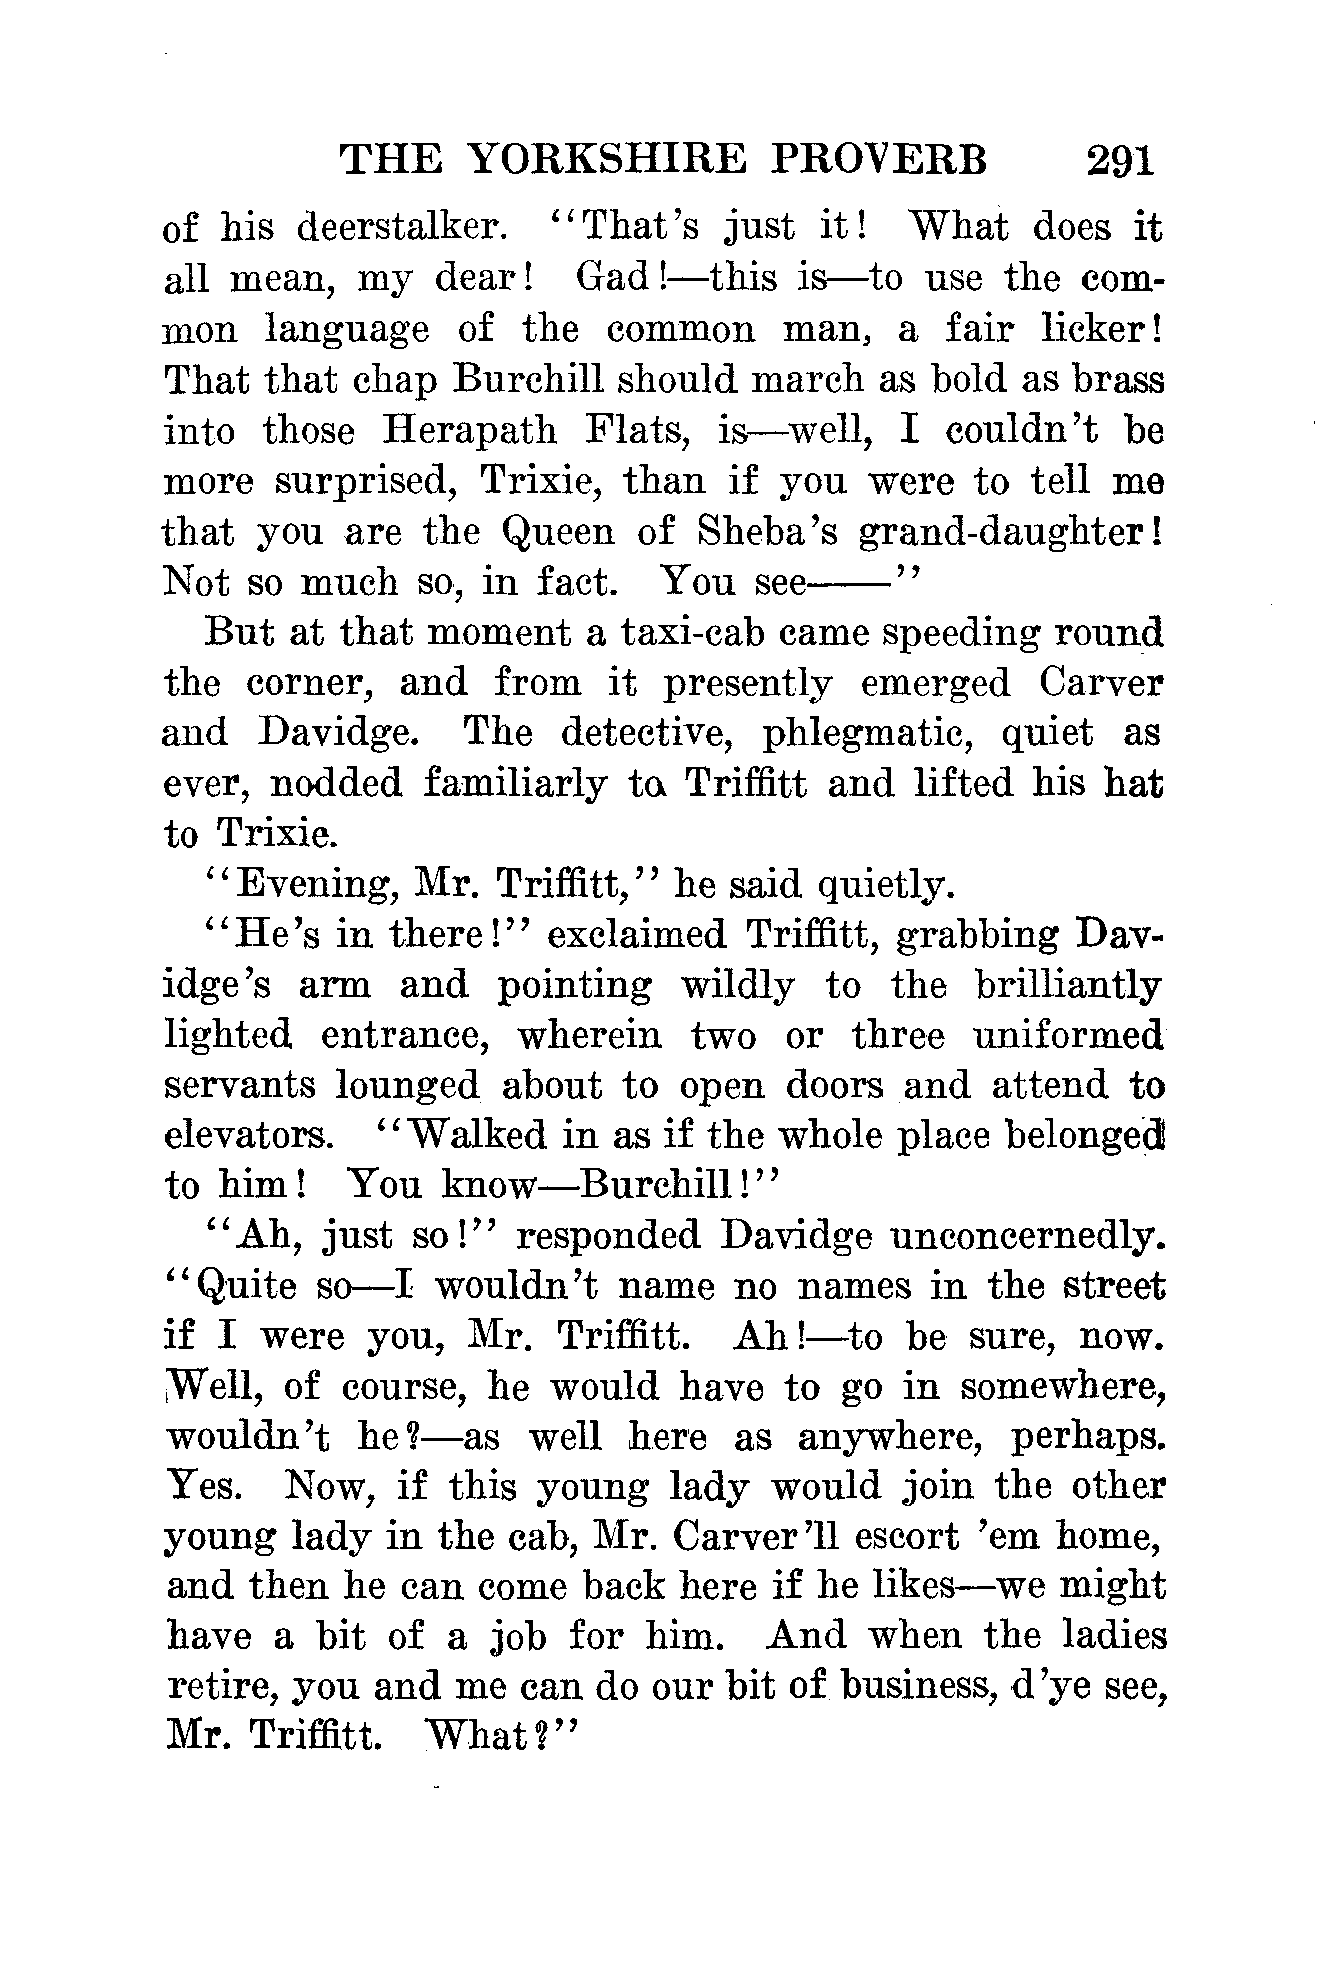 THE YORKSHIRE PROVERB 291
of his deerstalker. "That's just it! What does it
all mean, my dear! Gad!—this is—to use the com-
mon language of the common man, a fair licker!
That that chap Burchill should march as bold as brass
into those Herapath Flats, is—well, I couldn't be
more surprised, Trixie, than if you were to tell me
that you are the Queen of Sheba's grand-daughter!
Not so much so, in fact. You see——"
But at that moment a taxi-cab came speeding round
the corner, and from it presently emerged Carver
and Davidge. The detective, phlegmatic, quiet as
ever, nodded familiarly to Triffitt and lifted his hat
to Trixie.
"Evening, Mr. Triffitt," he said quietly.
"He's in there!" exclaimed Triffitt, grabbing Dav-
idge's arm and pointing wildly to the brilliantly
lighted entrance, wherein two or three uniformed
servants lounged about to open doors and attend to
elevators. "Walked in as if the whole place belonged
to him! You know—Burchill!"
"Ah, just so!" responded Davidge unconcernedly.
"Quite so—I wouldn't name no names in the street
if I were you, Mr. Triffitt. Ah!—to be sure, now.
Well, of course, he would have to go in somewhere,
wouldn't he?—as well here as anywhere, perhaps.
Yes. Now, if this young lady would join the other
young lady in the cab, Mr. Carver'll escort 'em home,
and then he can come back here if he likes—we might
have a bit of a job for him. And when the ladies
retire, you and me can do our bit of business, d'ye see,
Mr. Triffitt. What?"